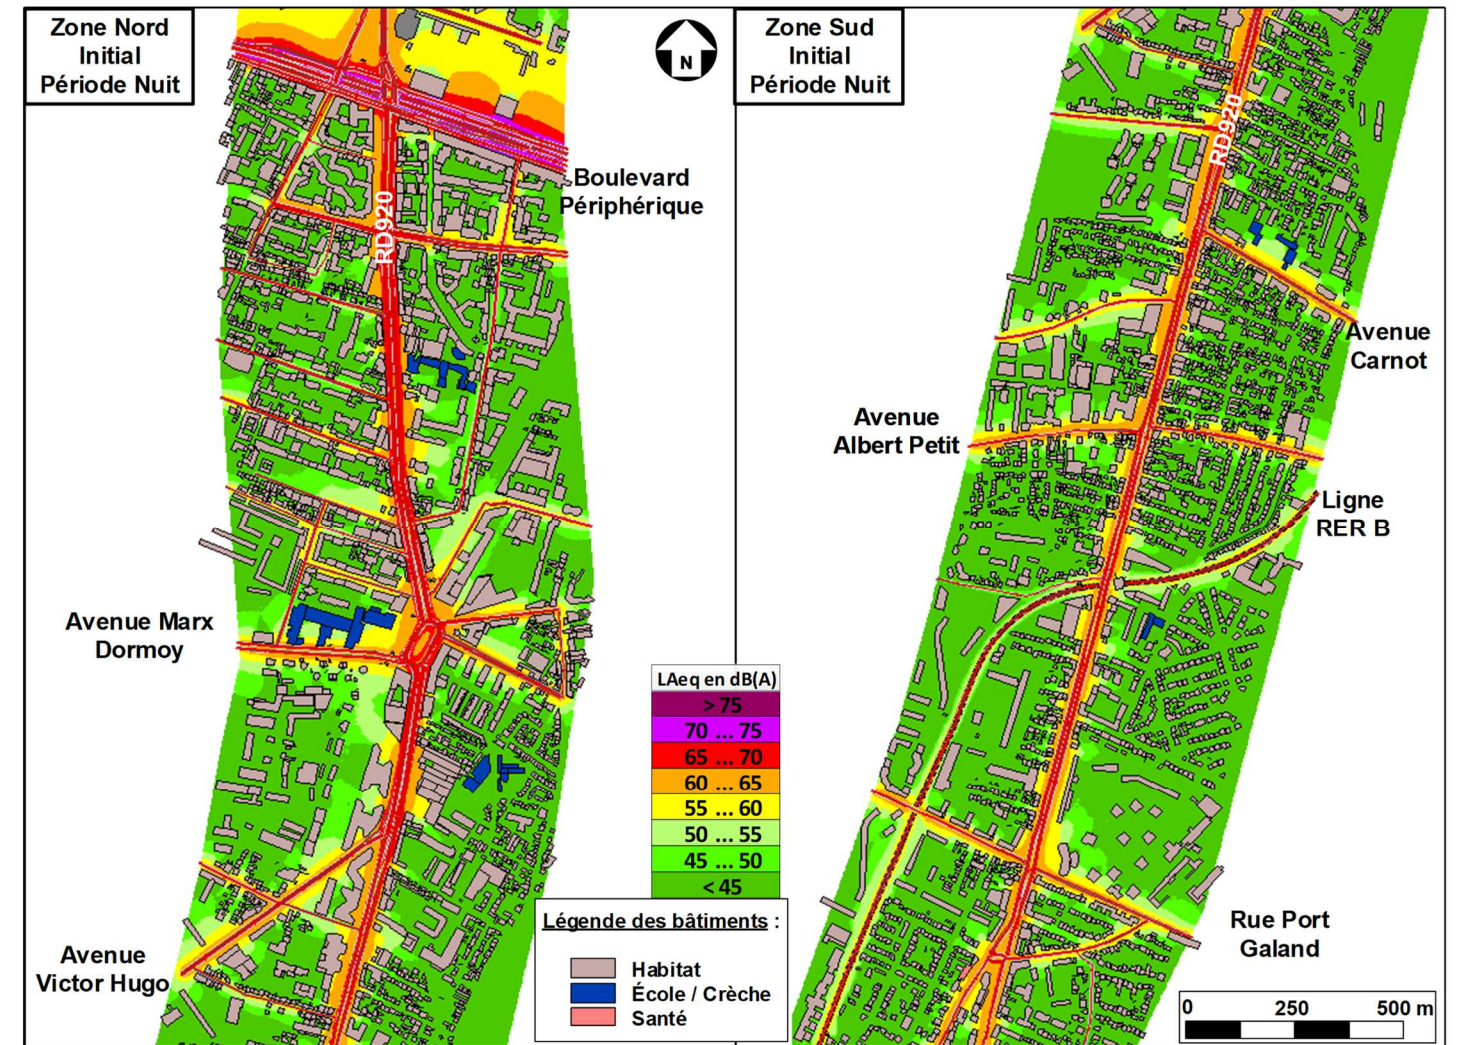 Zone Nord
Initial
Période Nuit
N
Zone Sud
Initial
Période Nuit
RD920
Boulevard
Périphérique
RD920
Avenue
Carnot
Avenue
Albert Petit
Ligne
RER B
Avenue Marx
Dormoy
LAeq en dB(A)
> 75
70 ... 75
65 ... 70
60 ... 65
55 ... 60
50 ... 55
45 ... 50
< 45
Légende des bâtiments :
Habitat
École / Crèche
Santé
Avenue
Victor Hugo
Rue Port
Galand
0 250 500 m